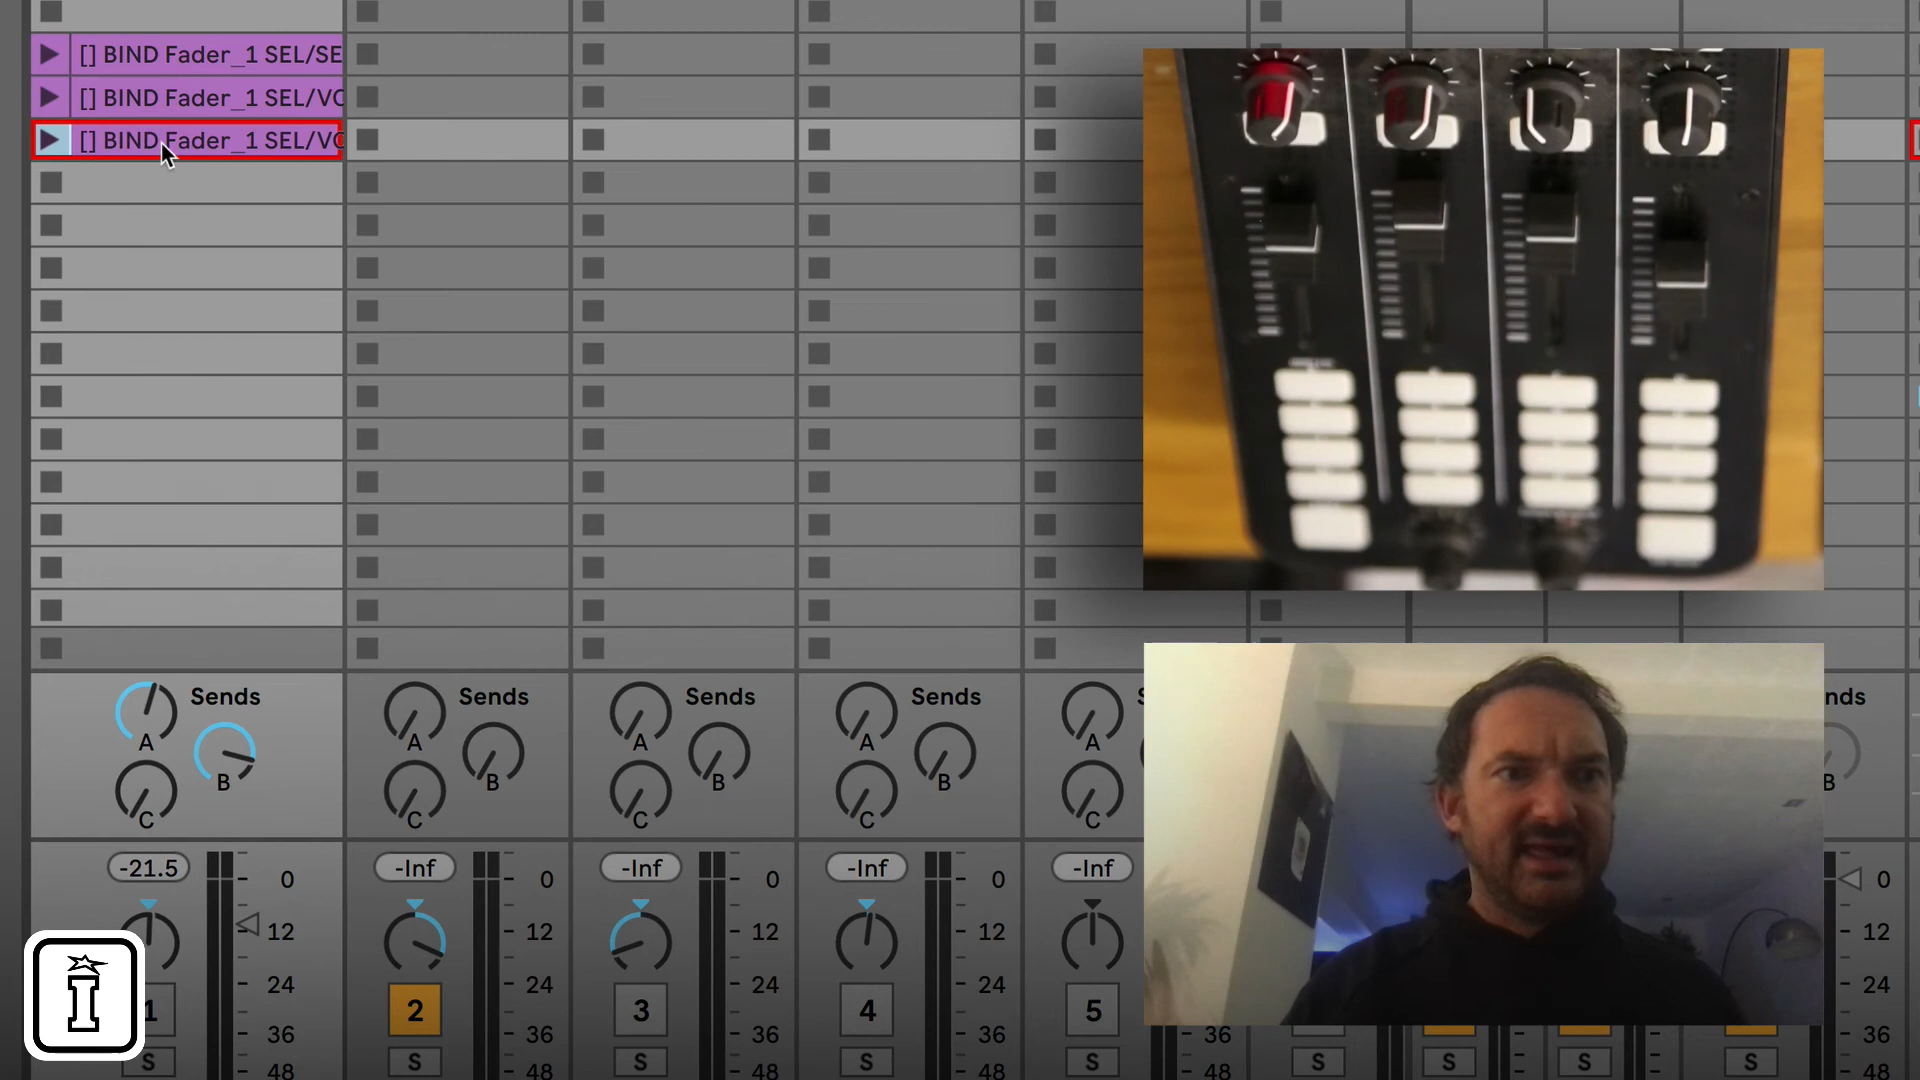 [] BIND Fader_1 SEL/SE
[] BIND Fader_1 SEL/VO
[] BIND Fader_1 SEL/VO
Sends Sends Sends Sends S nds
A A A A A
B B B B B
C C C C C
-21.5 -Inf -Inf -Inf -Inf
0 0 0 0 0
12 12 12 12 12
24 24 24 24 24
1 2 3 4 5
36 36 36 36 36 36
S S S S S S S S S
48 48 48 48 48 48